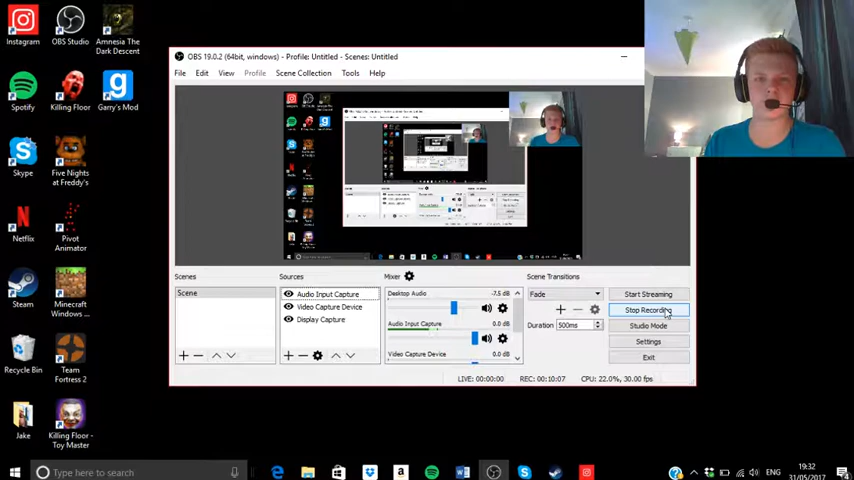 Instagram
OBS Studio
Amnesia The
Dark Descent
Spotify
Killing Floor
Garry's Mod
Skype
Five Nights
at Freddy's
Netflix
Pivot
Animator
Steam
Minecraft
Windows ...
Recycle Bin
Team
Fortress 2
Jake
Killing Floor -
Toy Master
OBS 19.0.2 (64bit, windows) - Profile: Untitled - Scenes: Untitled
File Edit View Profile Scene Collection Tools Help
Scenes
Scene
Sources
Audio Input Capture
Video Capture Device
Display Capture
Mixer
Desktop Audio -7.5 dB
Audio Input Capture 0.0 dB
Video Capture Device 0.0 dB
Scene Transitions
Fade
Duration 500ms
Start Streaming
Stop Recording
Studio Mode
Settings
Exit
LIVE: 00:00:00 REC: 00:10:07 CPU: 22.0%, 30.00 fps
Type here to search
ENG
19:32
31/05/2017
4